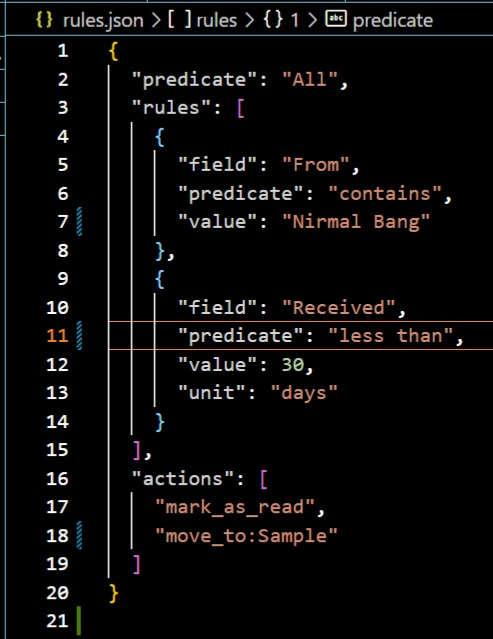 {} rules.json > [ ] rules > {} 1 > abc predicate
1 {
2 "predicate": "All",
3 "rules": [
4 {
5 "field": "From",
6 "predicate": "contains",
7 "value": "Nirmal Bang"
8 },
9 {
10 "field": "Received",
11 "predicate": "less than",
12 "value": 30,
13 "unit": "days"
14 }
15 ],
16 "actions": [
17 "mark_as_read",
18 "move_to:Sample"
19 ]
20 }
21